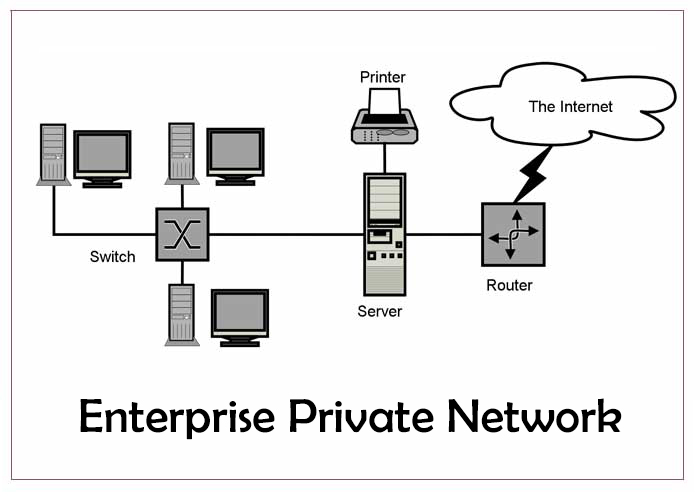 Printer
The Internet
Switch
Router
Server
Enterprise Private Network